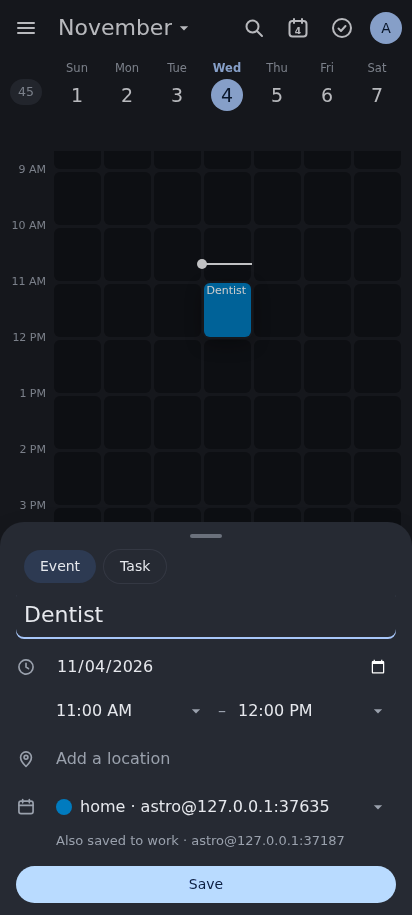 November
4
A
45
Sun Mon Tue Wed Thu Fri Sat
1 2 3 4 5 6 7
9 AM
10 AM
11 AM
Dentist
12 PM
1 PM
2 PM
3 PM
Event Task
Dentist
11/04/2026
11:00 AM – 12:00 PM
Add a location
home · astro@127.0.0.1:37635
Also saved to work · astro@127.0.0.1:37187
Save